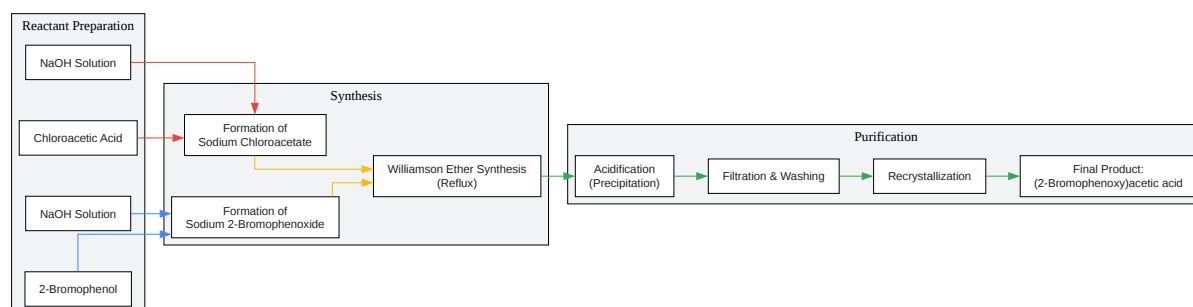 Reactant Preparation
NaOH Solution
Chloroacetic Acid
NaOH Solution
2-Bromophenol
Synthesis
Formation of
Sodium Chloroacetate
Formation of
Sodium 2-Bromophenoxide
Williamson Ether Synthesis
(Reflux)
Purification
Acidification
(Precipitation)
Filtration & Washing
Recrystallization
Final Product:
(2-Bromophenoxy)acetic acid